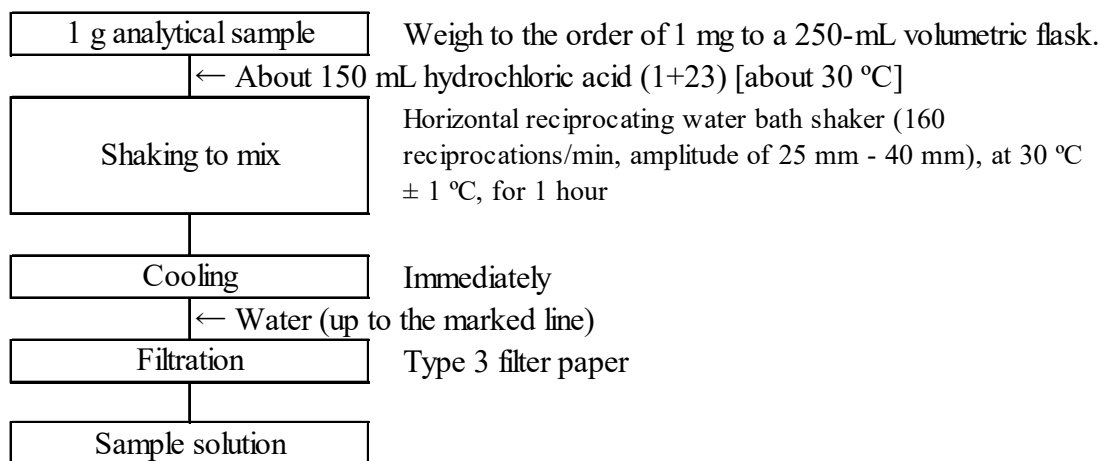 1 g analytical sample
Weigh to the order of 1 mg to a 250-mL volumetric flask.
← About 150 mL hydrochloric acid (1+23) [about 30 ºC]
Shaking to mix
Horizontal reciprocating water bath shaker (160
reciprocations/min, amplitude of 25 mm - 40 mm), at 30 ºC
± 1 ºC, for 1 hour
Cooling
Immediately
← Water (up to the marked line)
Filtration
Type 3 filter paper
Sample solution